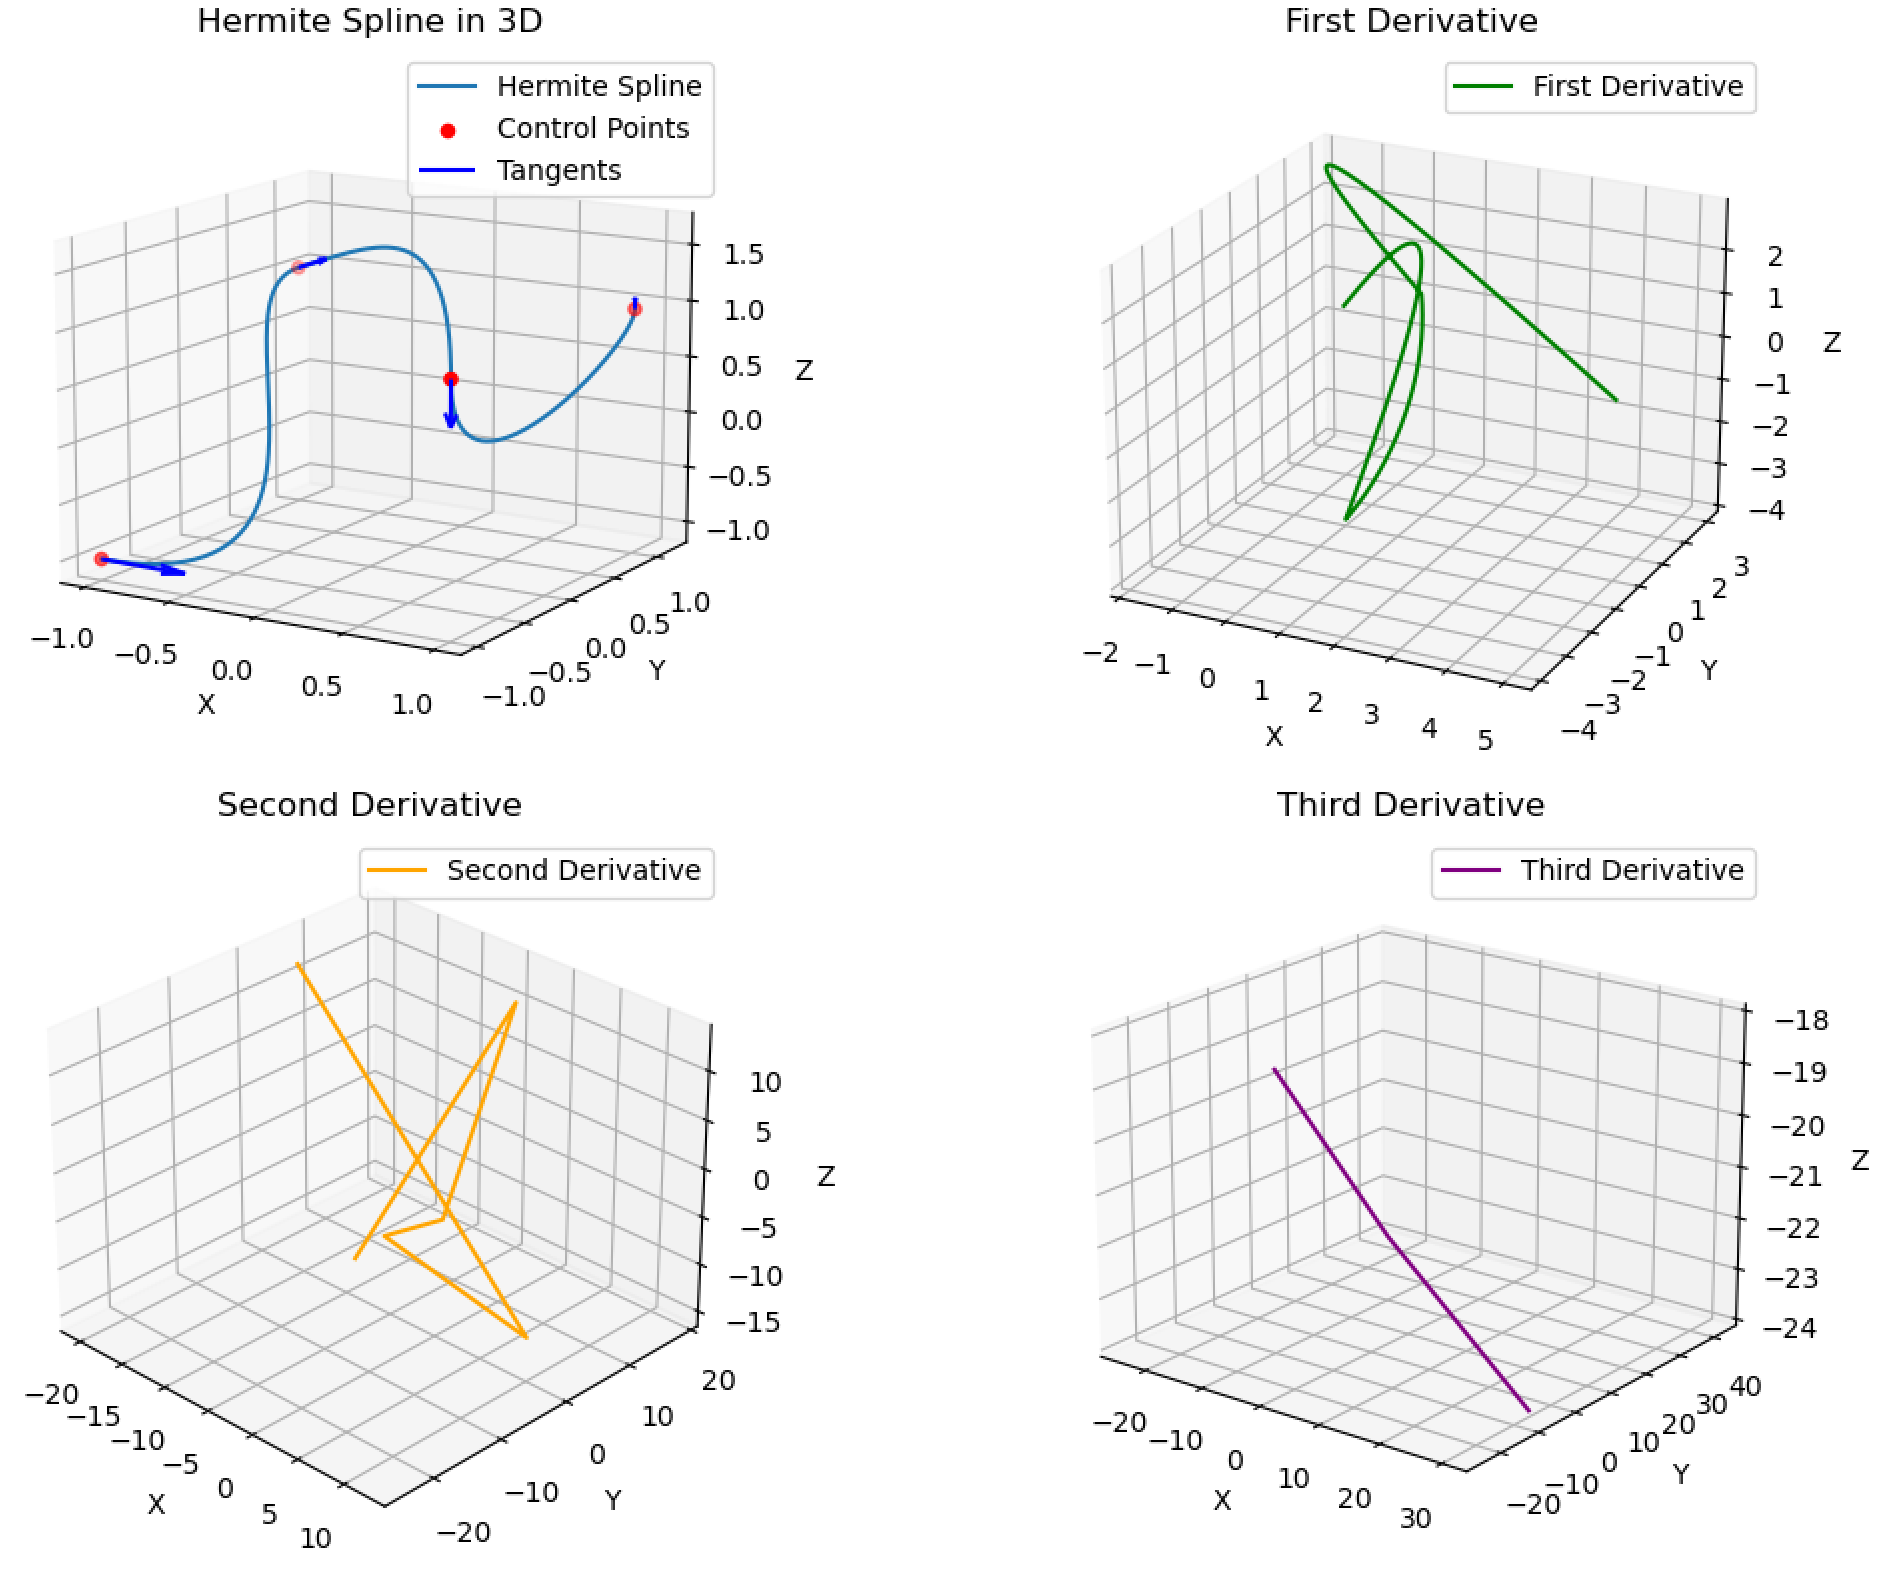 Hermite Spline in 3D
Hermite Spline
Control Points
Tangents
1.5
1.0
0.5
0.0
−0.5
−1.0
Z
−1.0 −0.5 0.0 0.5 1.0
X
−1.0 −0.5 0.0 0.5 1.0
Y
First Derivative
First Derivative
2
1
0
−1
−2
−3
−4
Z
−2 −1 0 1 2 3 4 5
X
−4 −3 −2 −1 0 1 2 3
Y
Second Derivative
Second Derivative
10
5
0
−5
−10
−15
Z
−20 −15 −10 −5 0 5 10
X
−20 −10 0 10 20
Y
Third Derivative
Third Derivative
−18
−19
−20
−21
−22
−23
−24
Z
−20 −10 0 10 20 30
X
−20 −10 0 10 20 30 40
Y